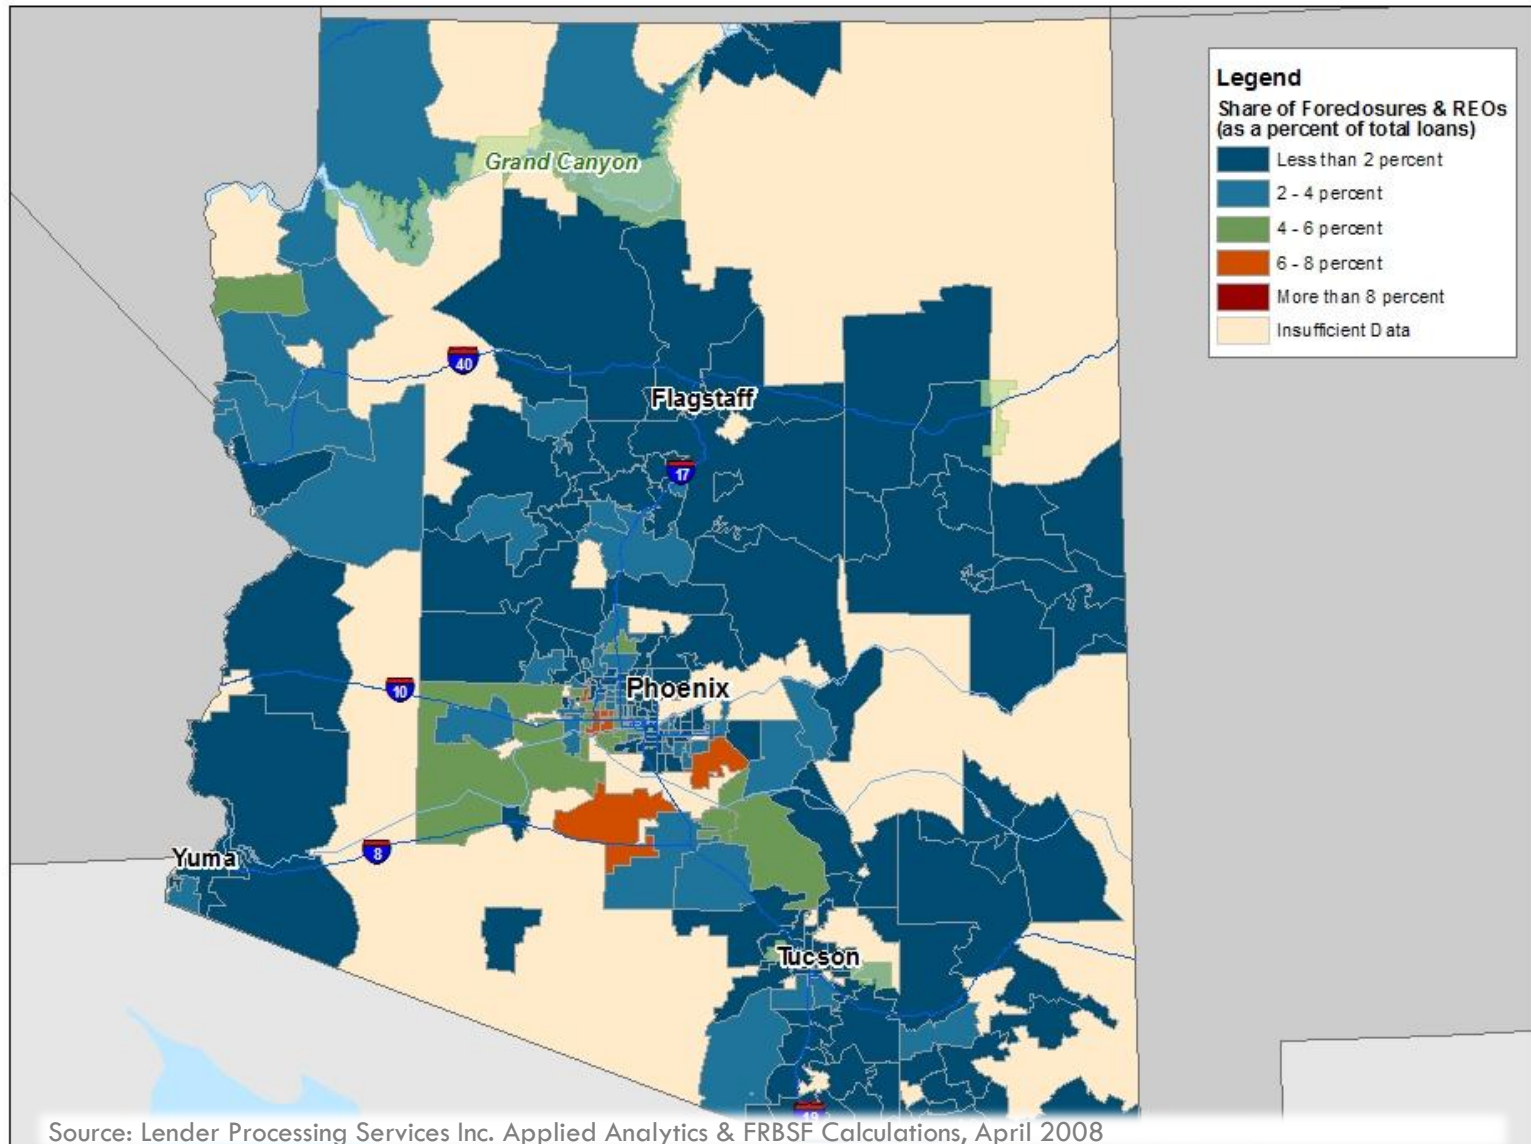 Legend
Share of Foreclosures & REOs
(as a percent of total loans)
Less than 2 percent
2 - 4 percent
4 - 6 percent
6 - 8 percent
More than 8 percent
Insufficient Data
Grand Canyon
40
Flagstaff
17
Phoenix
10
Yuma
8
Tucson
19
Source: Lender Processing Services Inc. Applied Analytics & FRBSF Calculations, April 2008